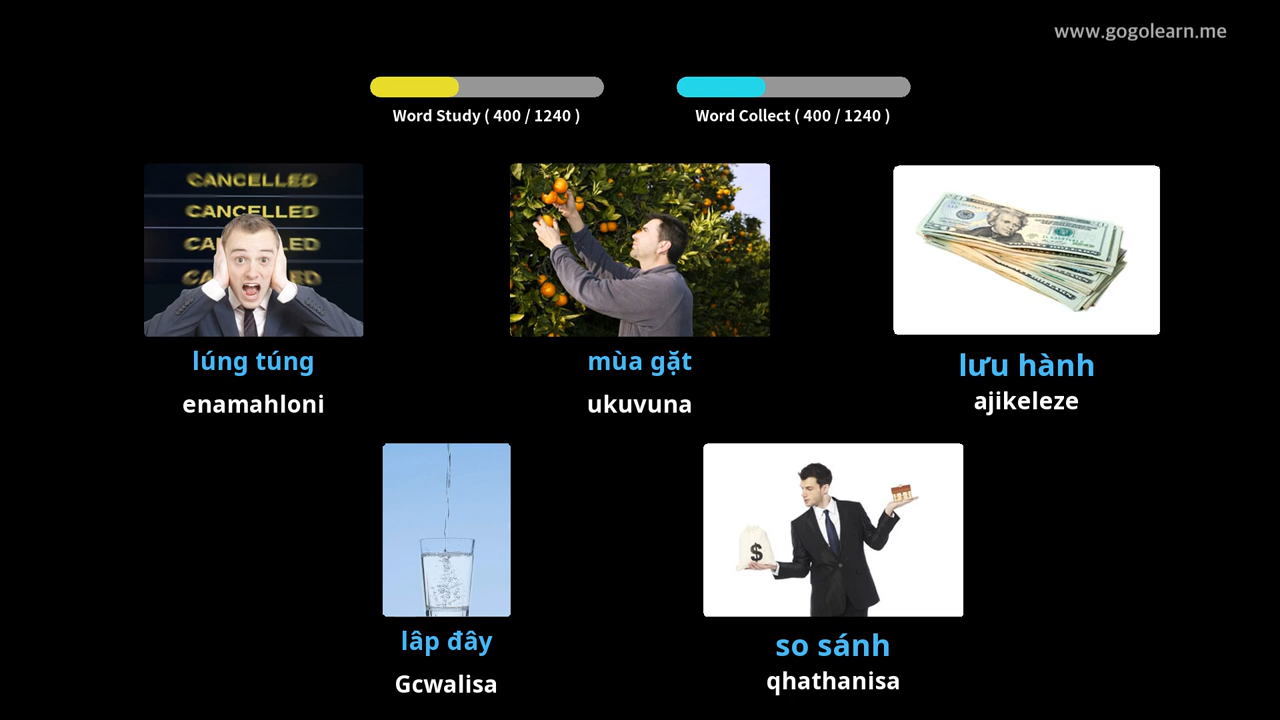 www.gogolearn.me
Word Study ( 400 / 1240 )
Word Collect ( 400 / 1240 )
CANCELLED
CANCELLED
CANCELLED
lúng túng
enamahloni
mùa gặt
ukuvuna
lưu hành
ajikeleze
$
lâp đây
Gcwalisa
so sánh
qhathanisa